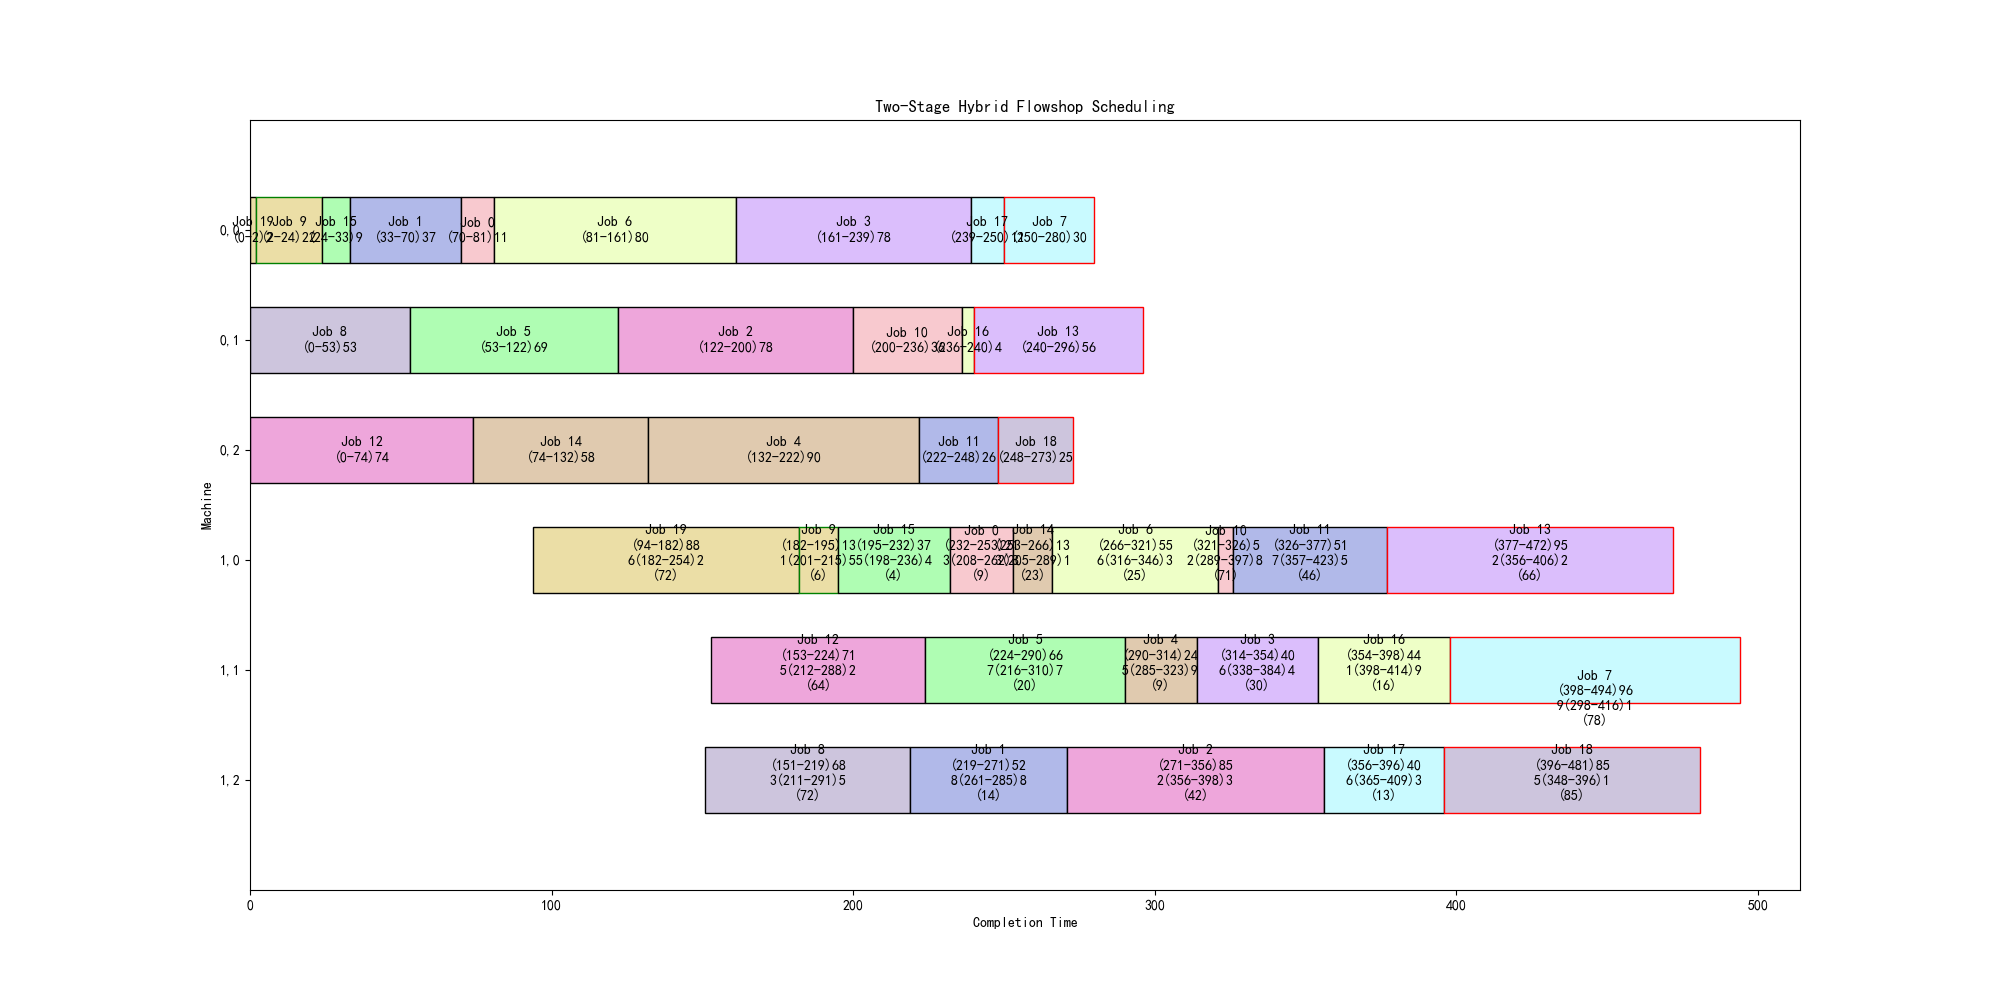 Two-Stage Hybrid Flowshop Scheduling
0,0
Job 19
(0-2)2
Job 9
(2-24)22
Job 15
(24-33)9
Job 1
(33-70)37
Job 0
(70-81)11
Job 6
(81-161)80
Job 3
(161-239)78
Job 17
(239-250)11
Job 7
(250-280)30
0,1
Job 8
(0-53)53
Job 5
(53-122)69
Job 2
(122-200)78
Job 10
(200-236)36
Job 16
(236-240)4
Job 13
(240-296)56
0,2
Job 12
(0-74)74
Job 14
(74-132)58
Job 4
(132-222)90
Job 11
(222-248)26
Job 18
(248-273)25
1,0
Job 19
(94-182)88
6(182-254)2
(72)
Job 9
(182-195)13
1(201-215)5
(6)
Job 15
(195-232)37
5(198-236)4
(4)
Job 0
(232-253)21
(9)
Job 14
(253-266)13
(23)
Job 6
(266-321)55
6(316-346)3
(25)
Job 10
(321-326)5
2(289-397)8
(71)
Job 11
(326-377)51
7(357-423)5
(46)
Job 13
(377-472)95
2(356-406)2
(66)
1,1
Job 12
(153-224)71
5(212-288)2
(64)
Job 5
(224-290)66
7(216-310)7
(20)
Job 4
(290-314)24
5(285-323)9
(9)
Job 3
(314-354)40
6(338-384)4
(30)
Job 16
(354-398)44
1(398-414)9
(16)
Job 7
(398-494)96
9(298-416)1
(78)
1,2
Job 8
(151-219)68
3(211-291)5
(72)
Job 1
(219-271)52
8(261-285)8
(14)
Job 2
(271-356)85
2(356-398)3
(42)
Job 17
(356-396)40
6(365-409)3
(13)
Job 18
(396-481)85
5(348-396)1
(85)
Machine
0 100 200 300 400 500
Completion Time